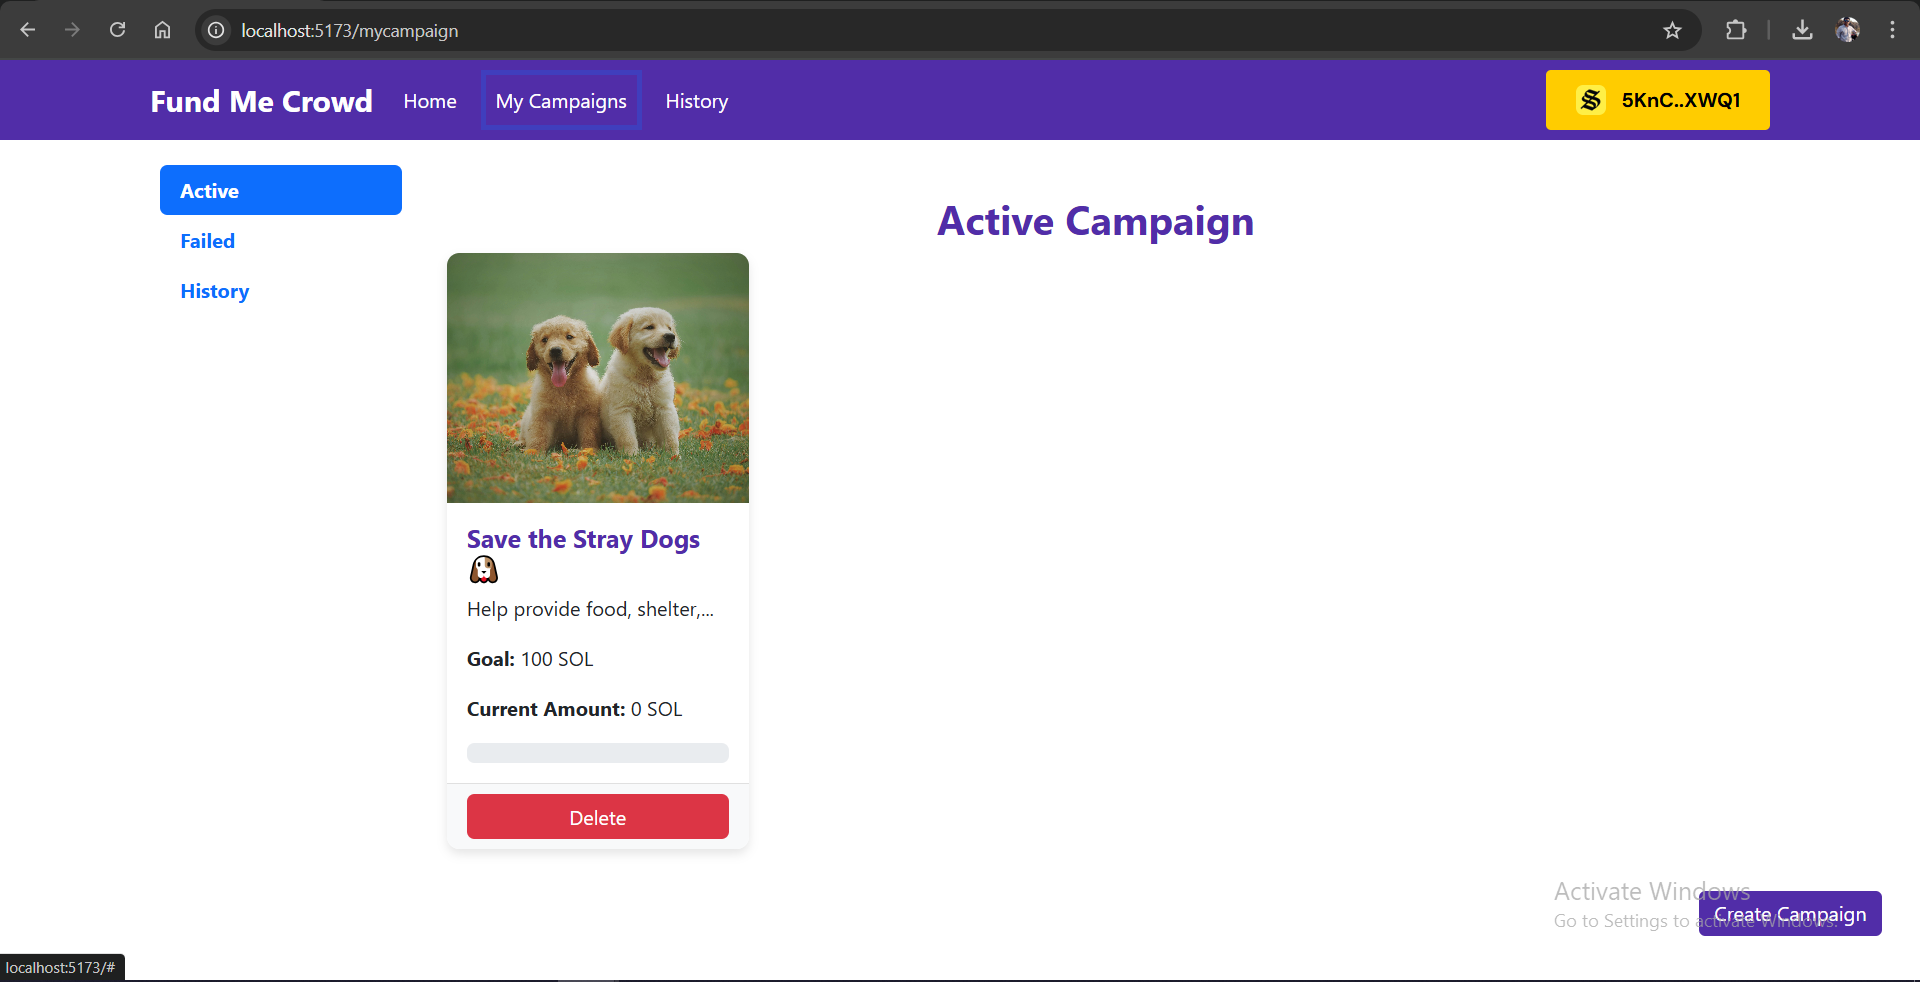 localhost:5173/mycampaign
Fund Me Crowd Home My Campaigns History 5KnC..XWQ1
Active
Failed
History
Active Campaign
Save the Stray Dogs
🐶
Help provide food, shelter,...
Goal: 100 SOL
Current Amount: 0 SOL
Delete
Activate Windows
Go to Settings to activate Windows.
Create Campaign
localhost:5173/#